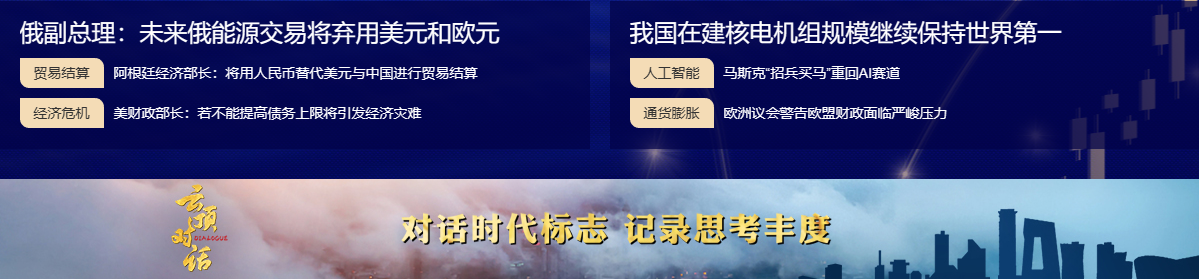 俄副总理：未来俄能源交易将弃用美元和欧元
贸易结算 阿根廷经济部长：将用人民币替代美元与中国进行贸易结算
经济危机 美财政部长：若不能提高债务上限将引发经济灾难
我国在建核电机组规模继续保持世界第一
人工智能 马斯克“招兵买马”重回AI赛道
通货膨胀 欧洲议会警告欧盟财政面临严峻压力
云顶对话
DIALOGUE
对话时代标志 记录思考丰度